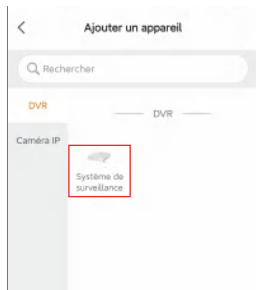 Ajouter un appareil
Rechercher
DVR
DVR
Caméra IP
Système de
surveillance